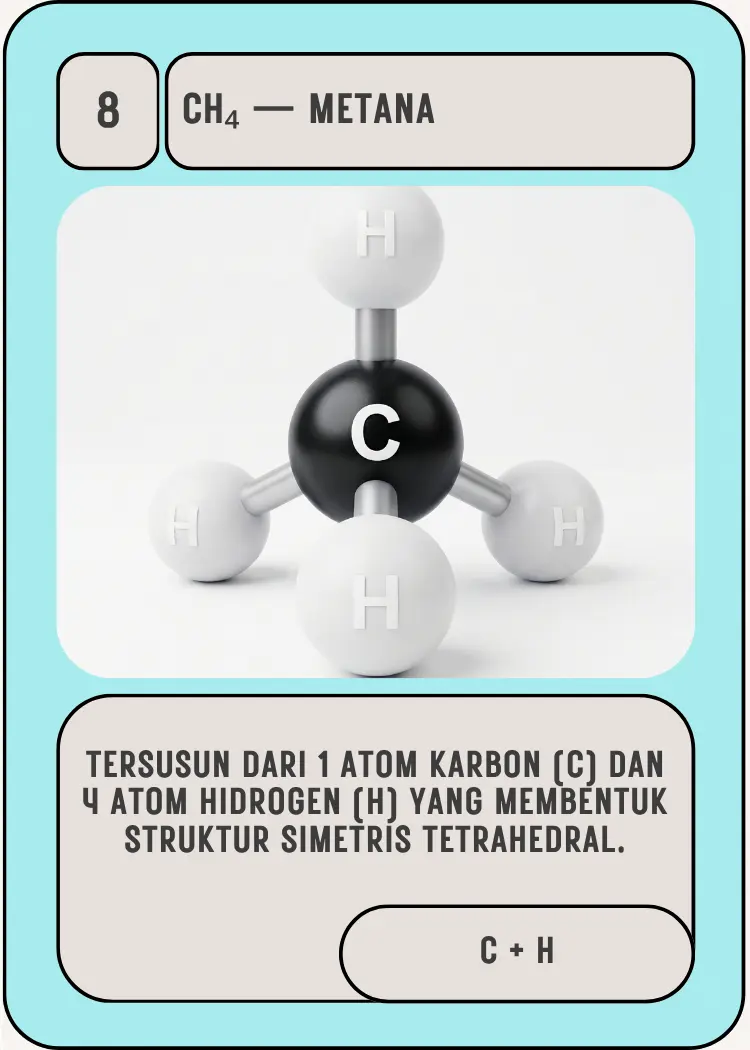 8
CH₄ — METANA
H
C
H
H
H
TERSUSUN DARI 1 ATOM KARBON (C) DAN
4 ATOM HIDROGEN (H) YANG MEMBENTUK
STRUKTUR SIMETRIS TETRAHEDRAL.
C + H